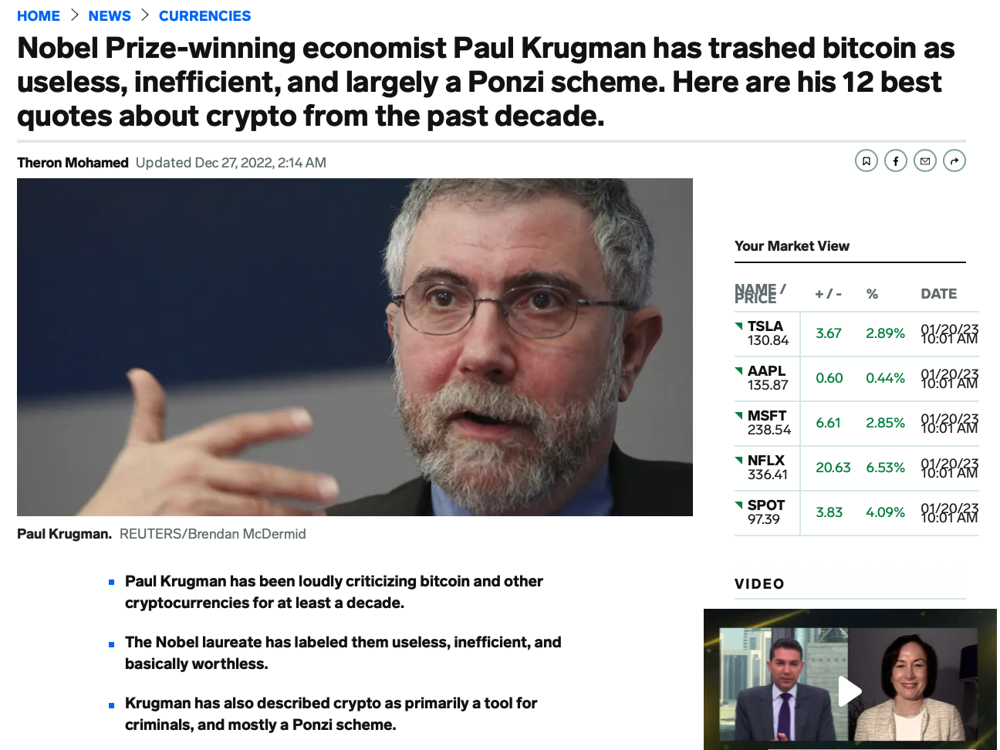 HOME > NEWS > CURRENCIES
Nobel Prize-winning economist Paul Krugman has trashed bitcoin as
useless, inefficient, and largely a Ponzi scheme. Here are his 12 best
quotes about crypto from the past decade.
Theron Mohamed Updated Dec 27, 2022, 2:14 AM
Paul Krugman. REUTERS/Brendan McDermid
Paul Krugman has been loudly criticizing bitcoin and other
cryptocurrencies for at least a decade.
The Nobel laureate has labeled them useless, inefficient, and
basically worthless.
Krugman has also described crypto as primarily a tool for
criminals, and mostly a Ponzi scheme.
Your Market View
NAME /
PRICE
+ / - % DATE
TSLA
130.84
3.67 2.89%
01/20/23
10:01 AM
AAPL
135.87
0.60 0.44%
01/20/23
10:01 AM
MSFT
238.54
6.61 2.85%
01/20/23
10:01 AM
NFLX
336.41
20.63 6.53%
01/20/23
10:01 AM
SPOT
97.39
3.83 4.09%
01/20/23
10:01 AM
VIDEO